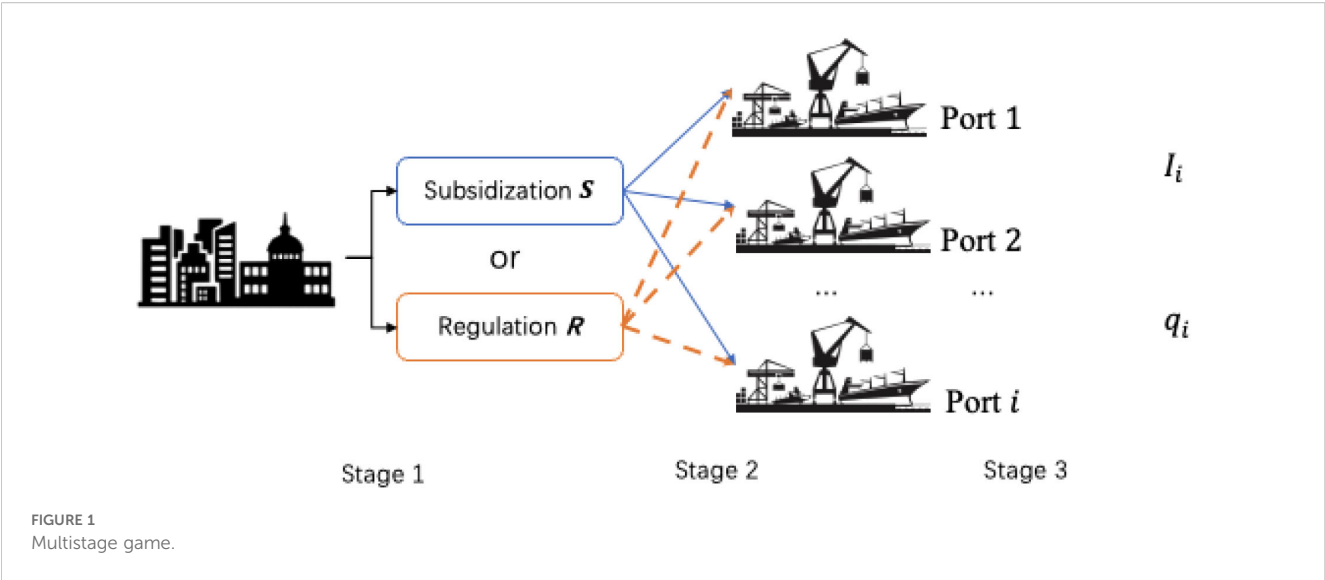 Port 1
Subsidization S
I_i
Port 2
or
...
...
Regulation R
q_i
Port i
Stage 1
Stage 2
Stage 3
FIGURE 1
Multistage game.